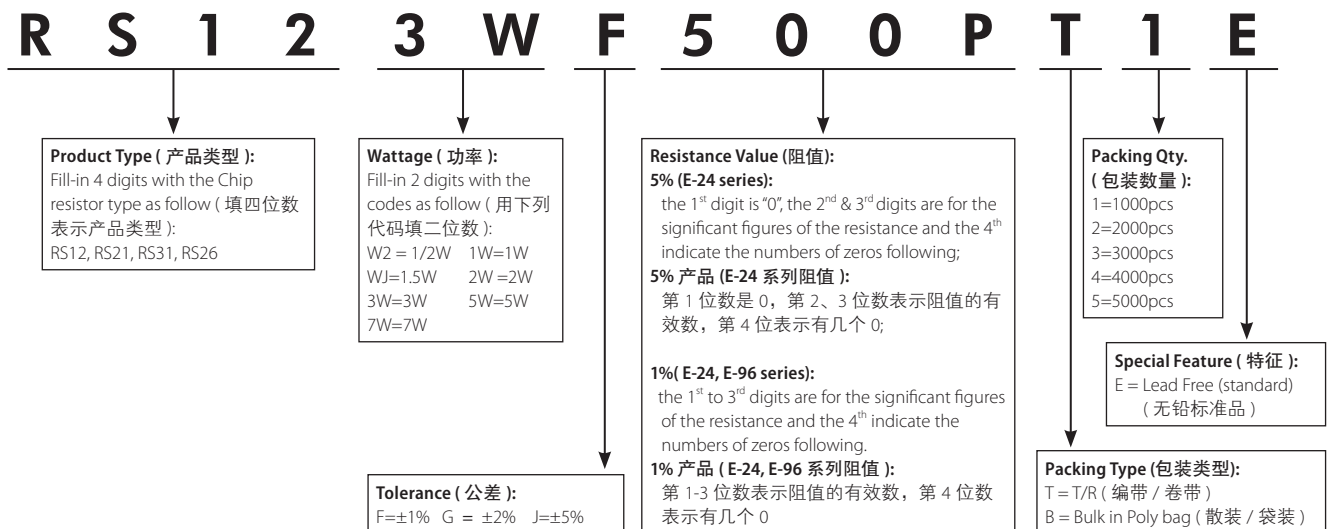 R S 1 2 3 W F 5 0 0 P T 1 E
Product Type ( 产品类型 ):
Fill-in 4 digits with the Chip
resistor type as follow ( 填四位数
表示产品类型 ):
RS12, RS21, RS31, RS26
Wattage ( 功率 ):
Fill-in 2 digits with the
codes as follow ( 用下列
代码填二位数 ):
W2 = 1/2W 1W=1W
WJ=1.5W 2W =2W
3W=3W 5W=5W
7W=7W
Tolerance ( 公差 ):
F=±1% G = ±2% J=±5%
Resistance Value (阻值):
5% (E-24 series):
the 1st digit is “0”, the 2nd & 3rd digits are for the
significant figures of the resistance and the 4th
indicate the numbers of zeros following;
5% 产品 (E-24 系列阻值 ):
第 1 位数是 0，第 2、3 位数表示阻值的有
效数，第 4 位表示有几个 0;
1%( E-24, E-96 series):
the 1st to 3rd digits are for the significant figures
of the resistance and the 4th indicate the
numbers of zeros following.
1% 产品 ( E-24, E-96 系列阻值 ):
第 1-3 位数表示阻值的有效数，第 4 位数
表示有几个 0
Packing Qty.
( 包装数量 ):
1=1000pcs
2=2000pcs
3=3000pcs
4=4000pcs
5=5000pcs
Special Feature ( 特征 ):
E = Lead Free (standard)
( 无铅标准品 )
Packing Type (包装类型):
T = T/R ( 编带 / 卷带 )
B = Bulk in Poly bag ( 散装 / 袋装 )